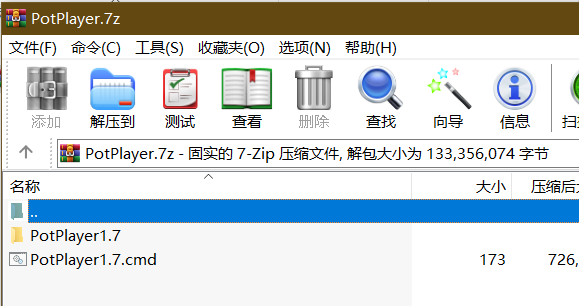 PotPlayer.7z
文件(F) 命令(C) 工具(S) 收藏夹(O) 选项(N) 帮助(H)
添加 解压到 测试 查看 删除 查找 向导 信息
PotPlayer.7z - 固实的 7-Zip 压缩文件, 解包大小为 133,356,074 字节
名称 大小 压缩后
..
PotPlayer1.7
PotPlayer1.7.cmd 173 726,